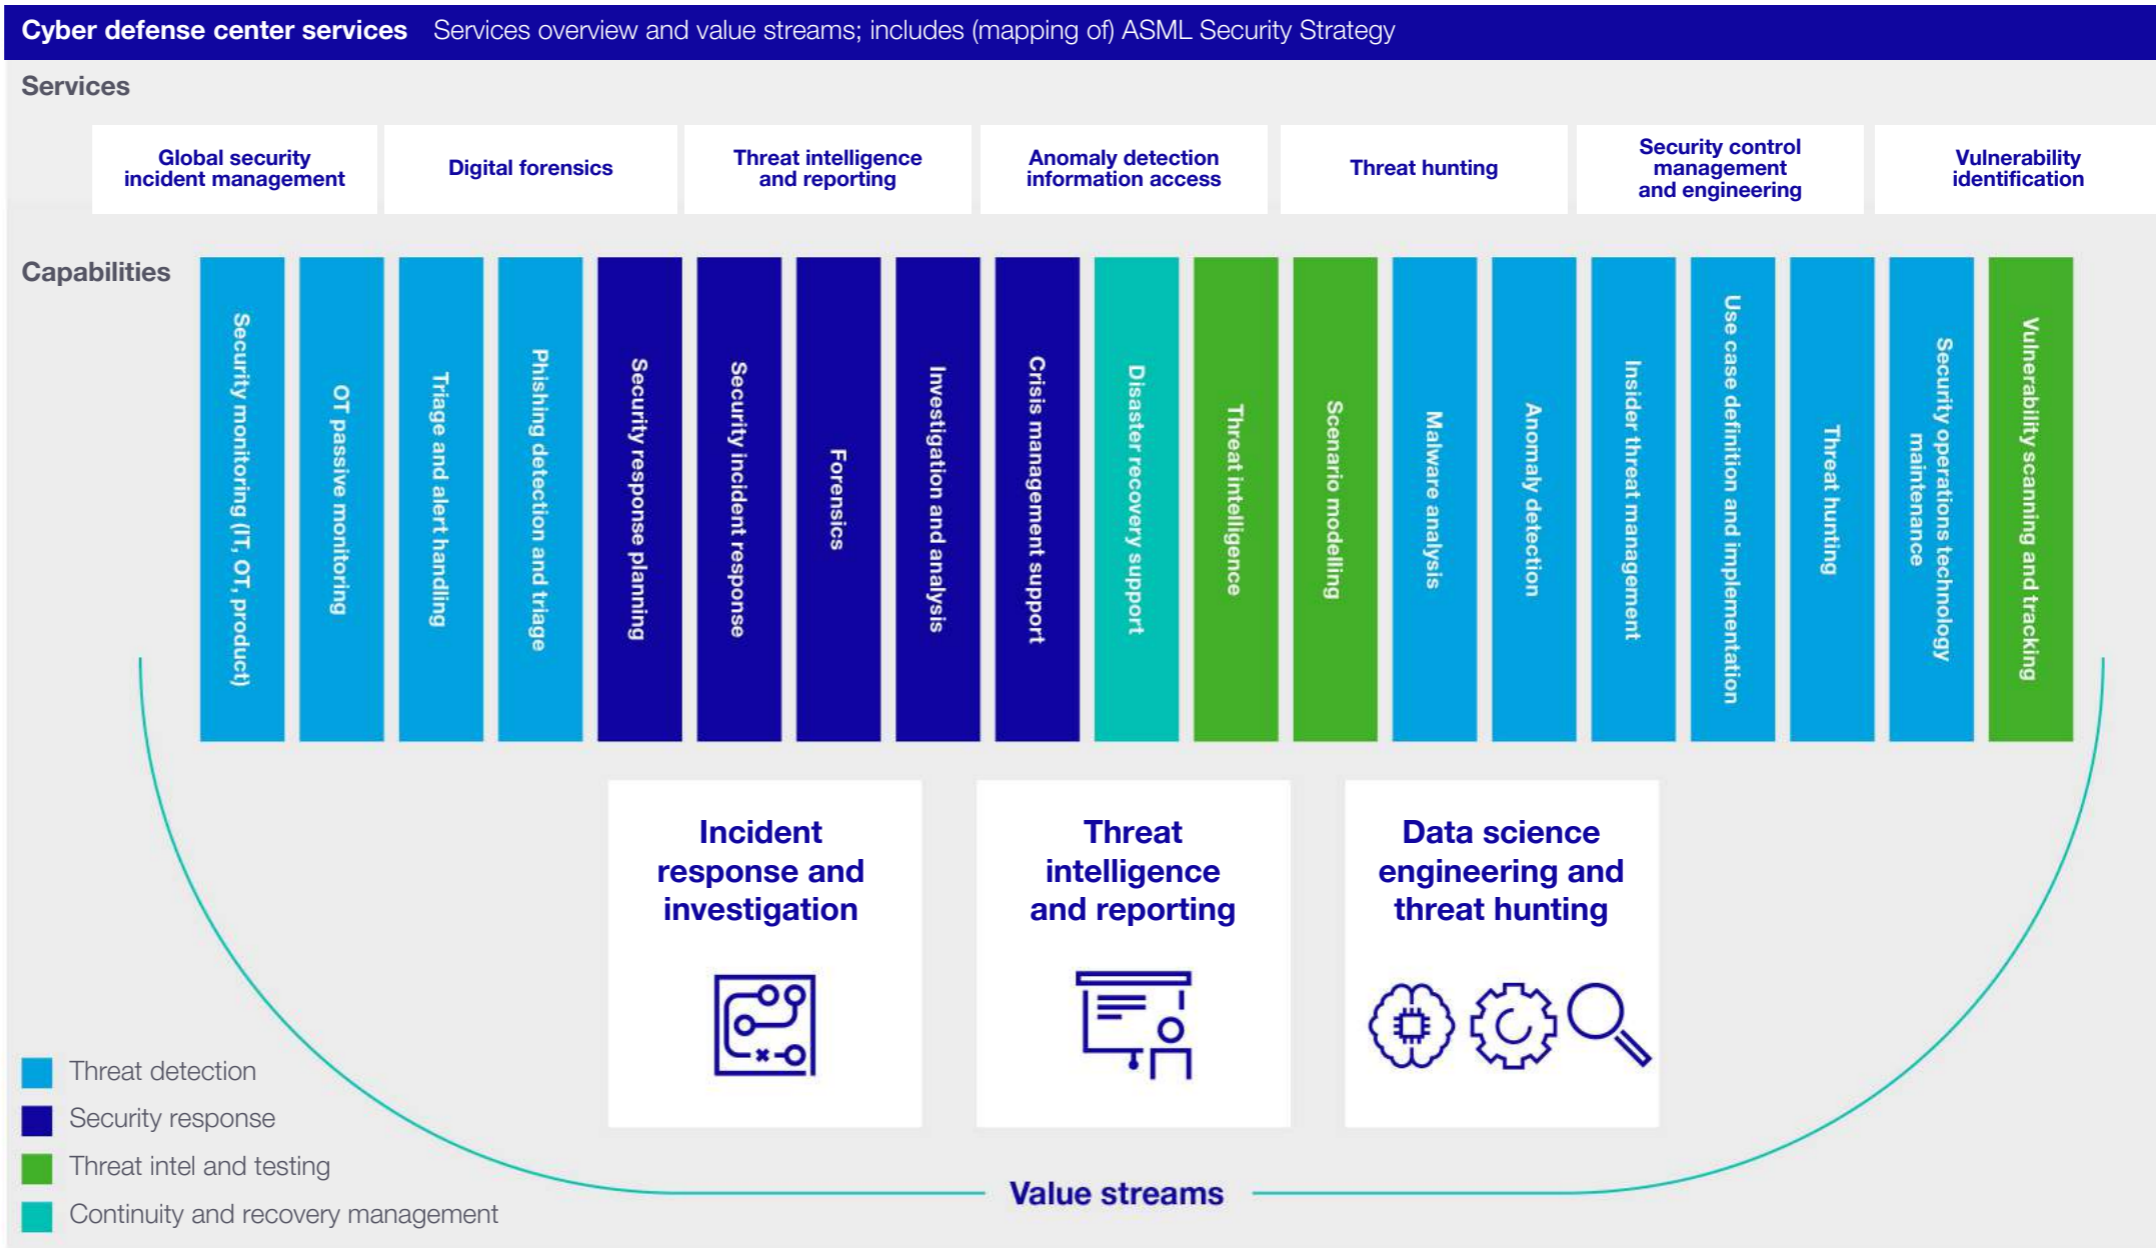 Cyber defense center services Services overview and value streams; includes (mapping of) ASML Security Strategy
Services
Global security
incident management
Digital forensics
Threat intelligence
and reporting
Anomaly detection
information access
Threat hunting
Security control
management
and engineering
Vulnerability
identification
Capabilities
Security monitoring (IT, OT, product)
OT passive monitoring
Triage and alert handling
Phishing detection and triage
Security response planning
Security incident response
Forensics
Investigation and analysis
Crisis management support
Disaster recovery support
Threat intelligence
Scenario modelling
Malware analysis
Anomaly detection
Insider threat management
Use case definition and implementation
Threat hunting
Security operations technology
maintenance
Vulnerability scanning and tracking
Incident
response and
investigation
Threat
intelligence
and reporting
Data science
engineering and
threat hunting
Threat detection
Security response
Threat intel and testing
Continuity and recovery management
Value streams